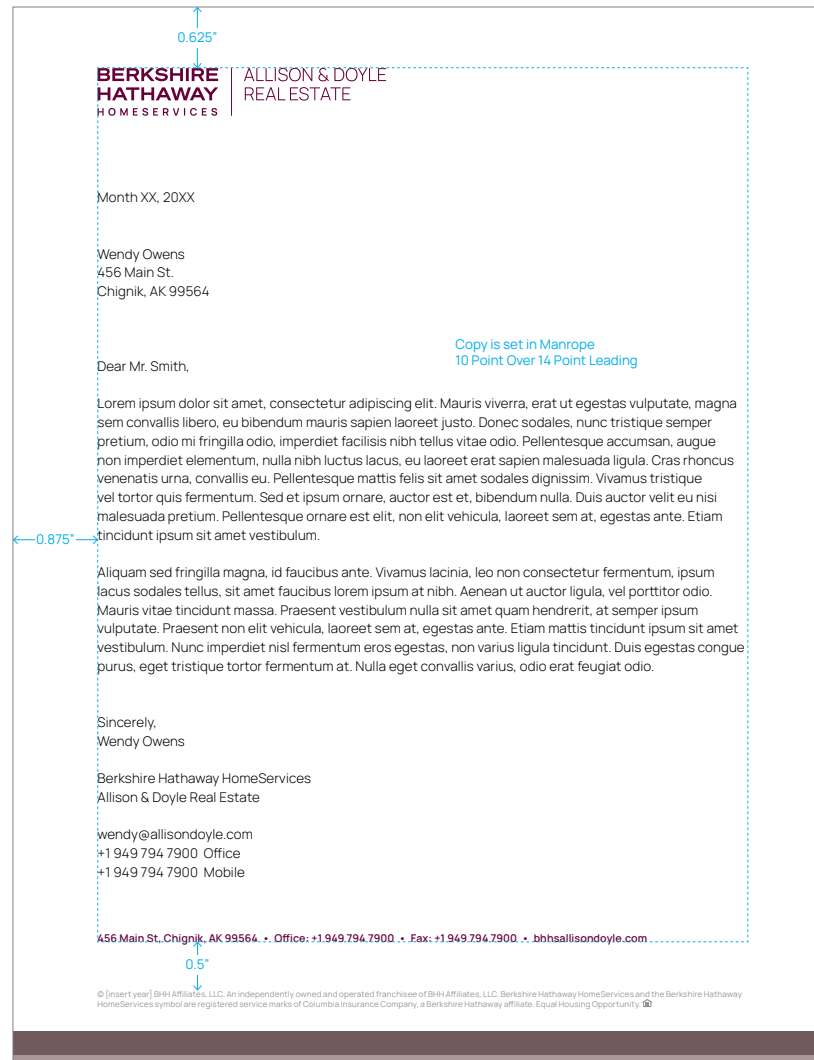 0.625”
BERKSHIRE
HATHAWAY
HOMESERVICES
ALLISON & DOYLE
REAL ESTATE
Month XX, 20XX
Wendy Owens
456 Main St.
Chignik, AK 99564
Copy is set in Manrope
10 Point Over 14 Point Leading
Dear Mr. Smith,
Lorem ipsum dolor sit amet, consectetur adipiscing elit. Mauris viverra, erat ut egestas vulputate, magna
sem convallis libero, eu bibendum mauris sapien laoreet justo. Donec sodales, nunc tristique semper
pretium, odio mi fringilla odio, imperdiet facilisis nibh tellus vitae odio. Pellentesque accumsan, augue
non imperdiet elementum, nulla nibh luctus lacus, eu laoreet erat sapien malesuada ligula. Cras rhoncus
venenatis urna, convallis eu. Pellentesque mattis felis sit amet sodales dignissim. Vivamus tristique
vel tortor quis fermentum. Sed et ipsum ornare, auctor est et, bibendum nulla. Duis auctor velit eu nisi
malesuada pretium. Pellentesque ornare est elit, non elit vehicula, laoreet sem at, egestas ante. Etiam
tincidunt ipsum sit amet vestibulum.
0.875”
Aliquam sed fringilla magna, id faucibus ante. Vivamus lacinia, leo non consectetur fermentum, ipsum
lacus sodales tellus, sit amet faucibus lorem ipsum at nibh. Aenean ut auctor ligula, vel porttitor odio.
Mauris vitae tincidunt massa. Praesent vestibulum nulla sit amet quam hendrerit, at semper ipsum
vulputate. Praesent non elit vehicula, laoreet sem at, egestas ante. Etiam mattis tincidunt ipsum sit amet
vestibulum. Nunc imperdiet nisl fermentum eros egestas, non varius ligula tincidunt. Duis egestas congue
purus, eget tristique tortor fermentum at. Nulla eget convallis varius, odio erat feugiat odio.
Sincerely,
Wendy Owens
Berkshire Hathaway HomeServices
Allison & Doyle Real Estate
wendy@allisondoyle.com
+1 949 794 7900 Office
+1 949 794 7900 Mobile
456 Main St, Chignik, AK 99564 • Office: +1 949 794 7900 • Fax: +1 949 794 7900 • bhhsallisondoyle.com
0.5”
© [insert year] BHH Affiliates, LLC. An independently owned and operated franchisee of BHH Affiliates, LLC. Berkshire Hathaway HomeServices and the Berkshire Hathaway
HomeServices symbol are registered service marks of Columbia Insurance Company, a Berkshire Hathaway affiliate. Equal Housing Opportunity.